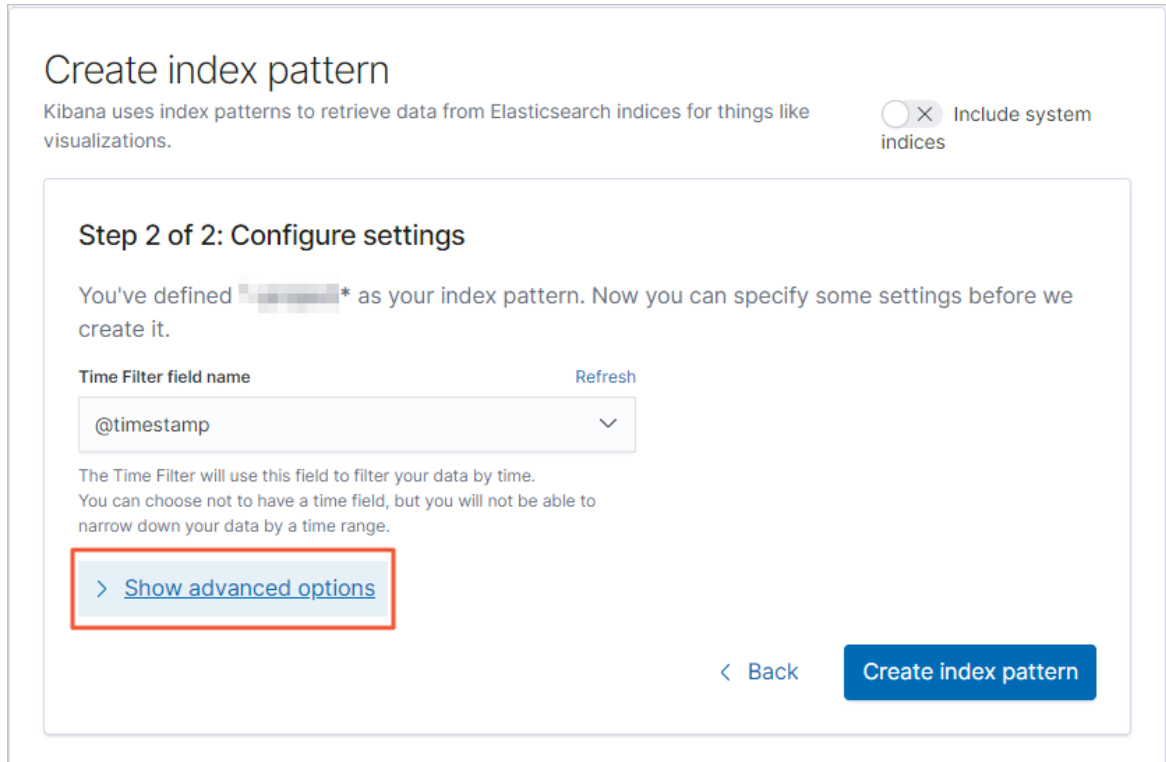 Create index pattern
Kibana uses index patterns to retrieve data from Elasticsearch indices for things like
visualizations.
Include system
indices
Step 2 of 2: Configure settings
You've defined * as your index pattern. Now you can specify some settings before we
create it.
Time Filter field name
Refresh
@timestamp
The Time Filter will use this field to filter your data by time.
You can choose not to have a time field, but you will not be able to
narrow down your data by a time range.
Show advanced options
Back
Create index pattern